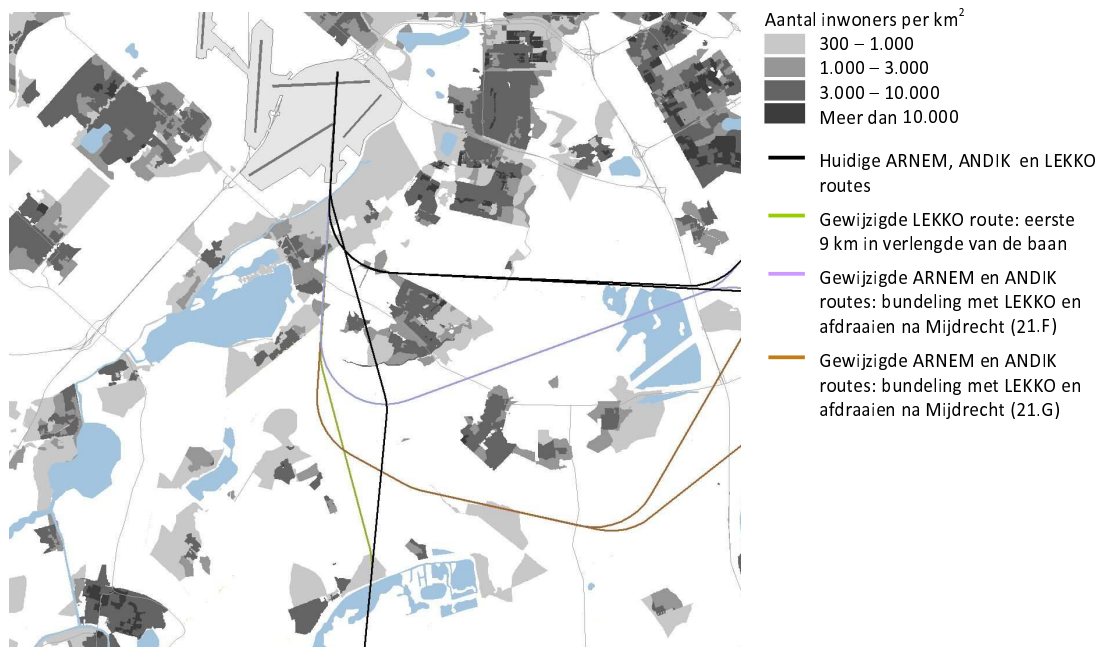 Aantal inwoners per km²
300 – 1.000
1.000 – 3.000
3.000 – 10.000
Meer dan 10.000
Huidige ARNEM, ANDIK en LEKKO
routes
Gewijzigde LEKKO route: eerste
9 km in verlengde van de baan
Gewijzigde ARNEM en ANDIK
routes: bundeling met LEKKO en
afdraaien na Mijdrecht (21.F)
Gewijzigde ARNEM en ANDIK
routes: bundeling met LEKKO en
afdraaien na Mijdrecht (21.G)